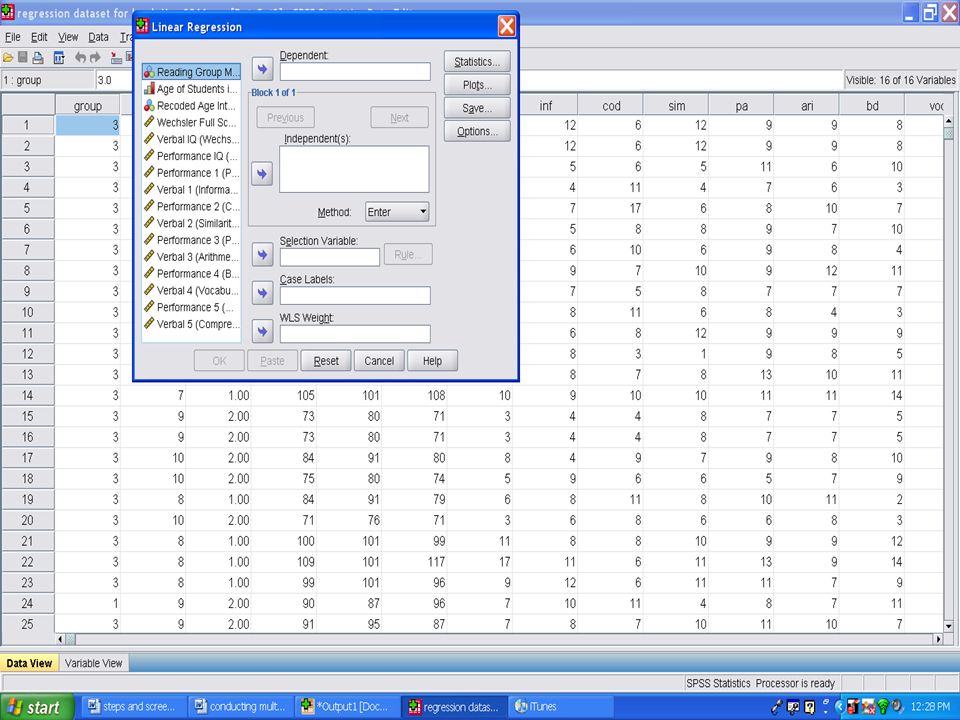 regression dataset for
Linear Regression
File Edit View Data
1 : group 3.0 Visible: 16 of 16 Variables
Dependent:
Reading Group M...
Age of Students i...
Recoded Age Int...
Wechsler Full Sc...
Verbal IQ (Wechs...
Performance IQ (...
Performance 1 (P...
Verbal 1 (Informa...
Performance 2 (C...
Verbal 2 (Similarit...
Performance 3 (P...
Verbal 3 (Arithme...
Performance 4 (B...
Verbal 4 (Vocabu...
Performance 5 (...
Verbal 5 (Compre...
Block 1 of 1
Previous Next
Independent(s):
Method: Enter
Selection Variable:
Rule...
Case Labels:
WLS Weight:
Statistics...
Plots...
Save...
Options...
OK Paste Reset Cancel Help
group inf cod sim pa ari bd voc
1 3 12 6 12 9 9 8
2 3 12 6 12 9 9 8
3 3 5 6 5 11 6 10
4 3 4 11 4 7 6 3
5 3 7 17 6 8 10 7
6 3 5 8 8 9 7 10
7 3 6 10 6 9 8 4
8 3 9 7 10 9 12 11
9 3 7 5 8 7 7 7
10 3 8 11 6 8 4 3
11 3 6 8 12 9 9 9
12 3 8 3 1 9 8 5
13 3 8 7 8 13 10 11
14 3 7 1.00 105 101 108 10 9 10 10 11 11 14
15 3 9 2.00 73 80 71 3 4 4 8 7 7 5
16 3 9 2.00 73 80 71 3 4 4 8 7 7 5
17 3 10 2.00 84 91 80 8 4 9 7 9 8 10
18 3 10 2.00 75 80 74 5 9 6 6 5 7 9
19 3 8 1.00 84 91 79 6 8 11 8 10 11 2
20 3 10 2.00 71 76 71 3 6 8 6 6 8 3
21 3 8 1.00 100 101 99 11 8 8 10 9 9 12
22 3 8 1.00 109 101 117 17 11 6 11 13 9 14
23 3 8 1.00 99 101 96 9 12 6 11 11 7 9
24 1 9 2.00 90 87 96 7 10 11 4 8 7 11
25 3 9 2.00 91 95 87 7 8 7 10 11 10 7
Data View Variable View
SPSS Statistics Processor is ready
start steps and scree... conducting mult... *Output1 [Doc... regression datas... iTunes 12:28 PM